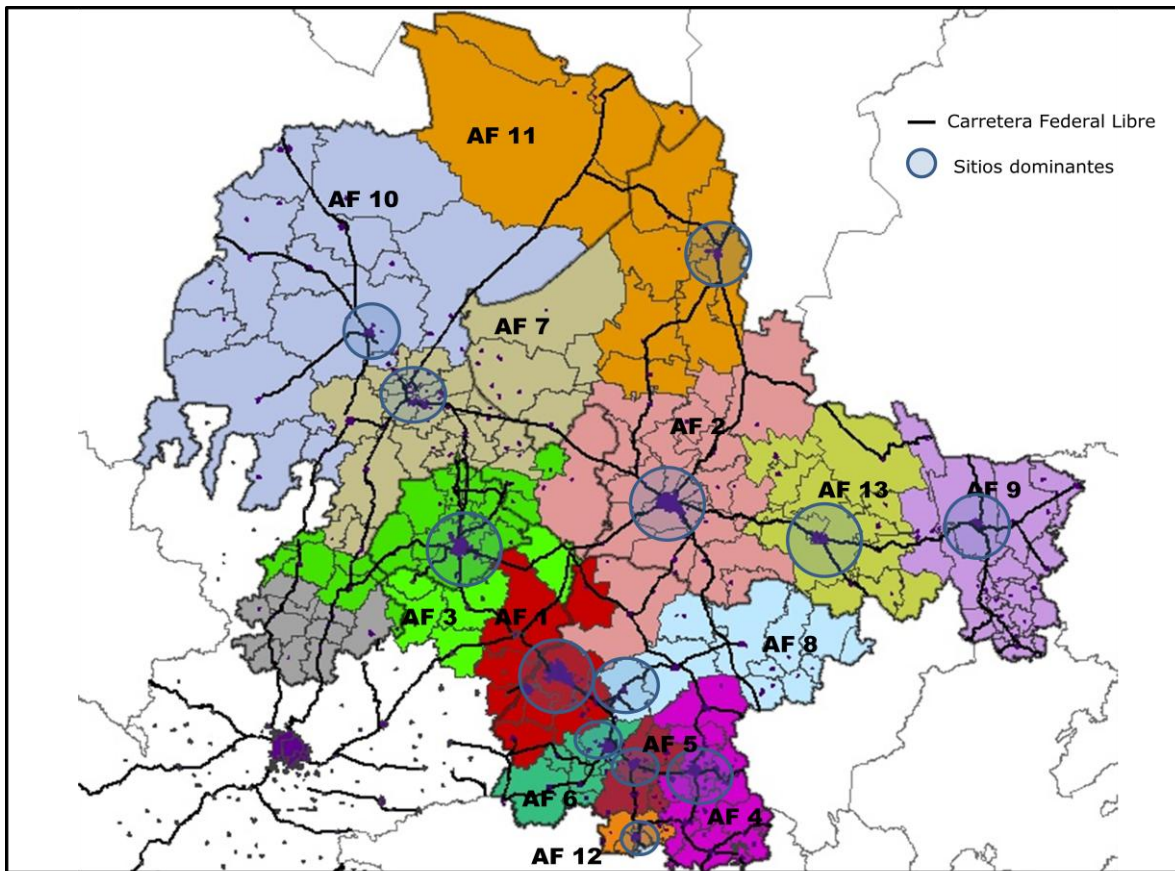 AF 11
Carretera Federal Libre
Sitios dominantes
AF 10
AF 7
AF 2
AF 13
AF 9
AF 3
AF 1
AF 8
AF 5
AF 6
AF 4
AF 12